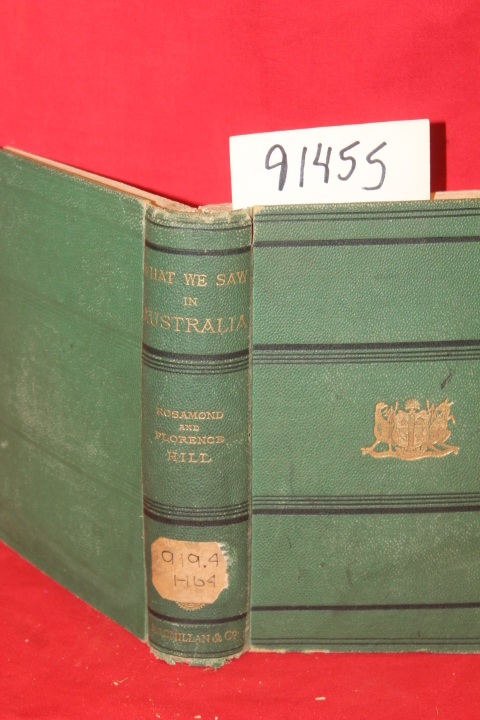 91455
WHAT WE SAW
IN
AUSTRALIA
ROSAMOND
AND
FLORENCE
HILL
919.4
H64
MACMILLAN & Co